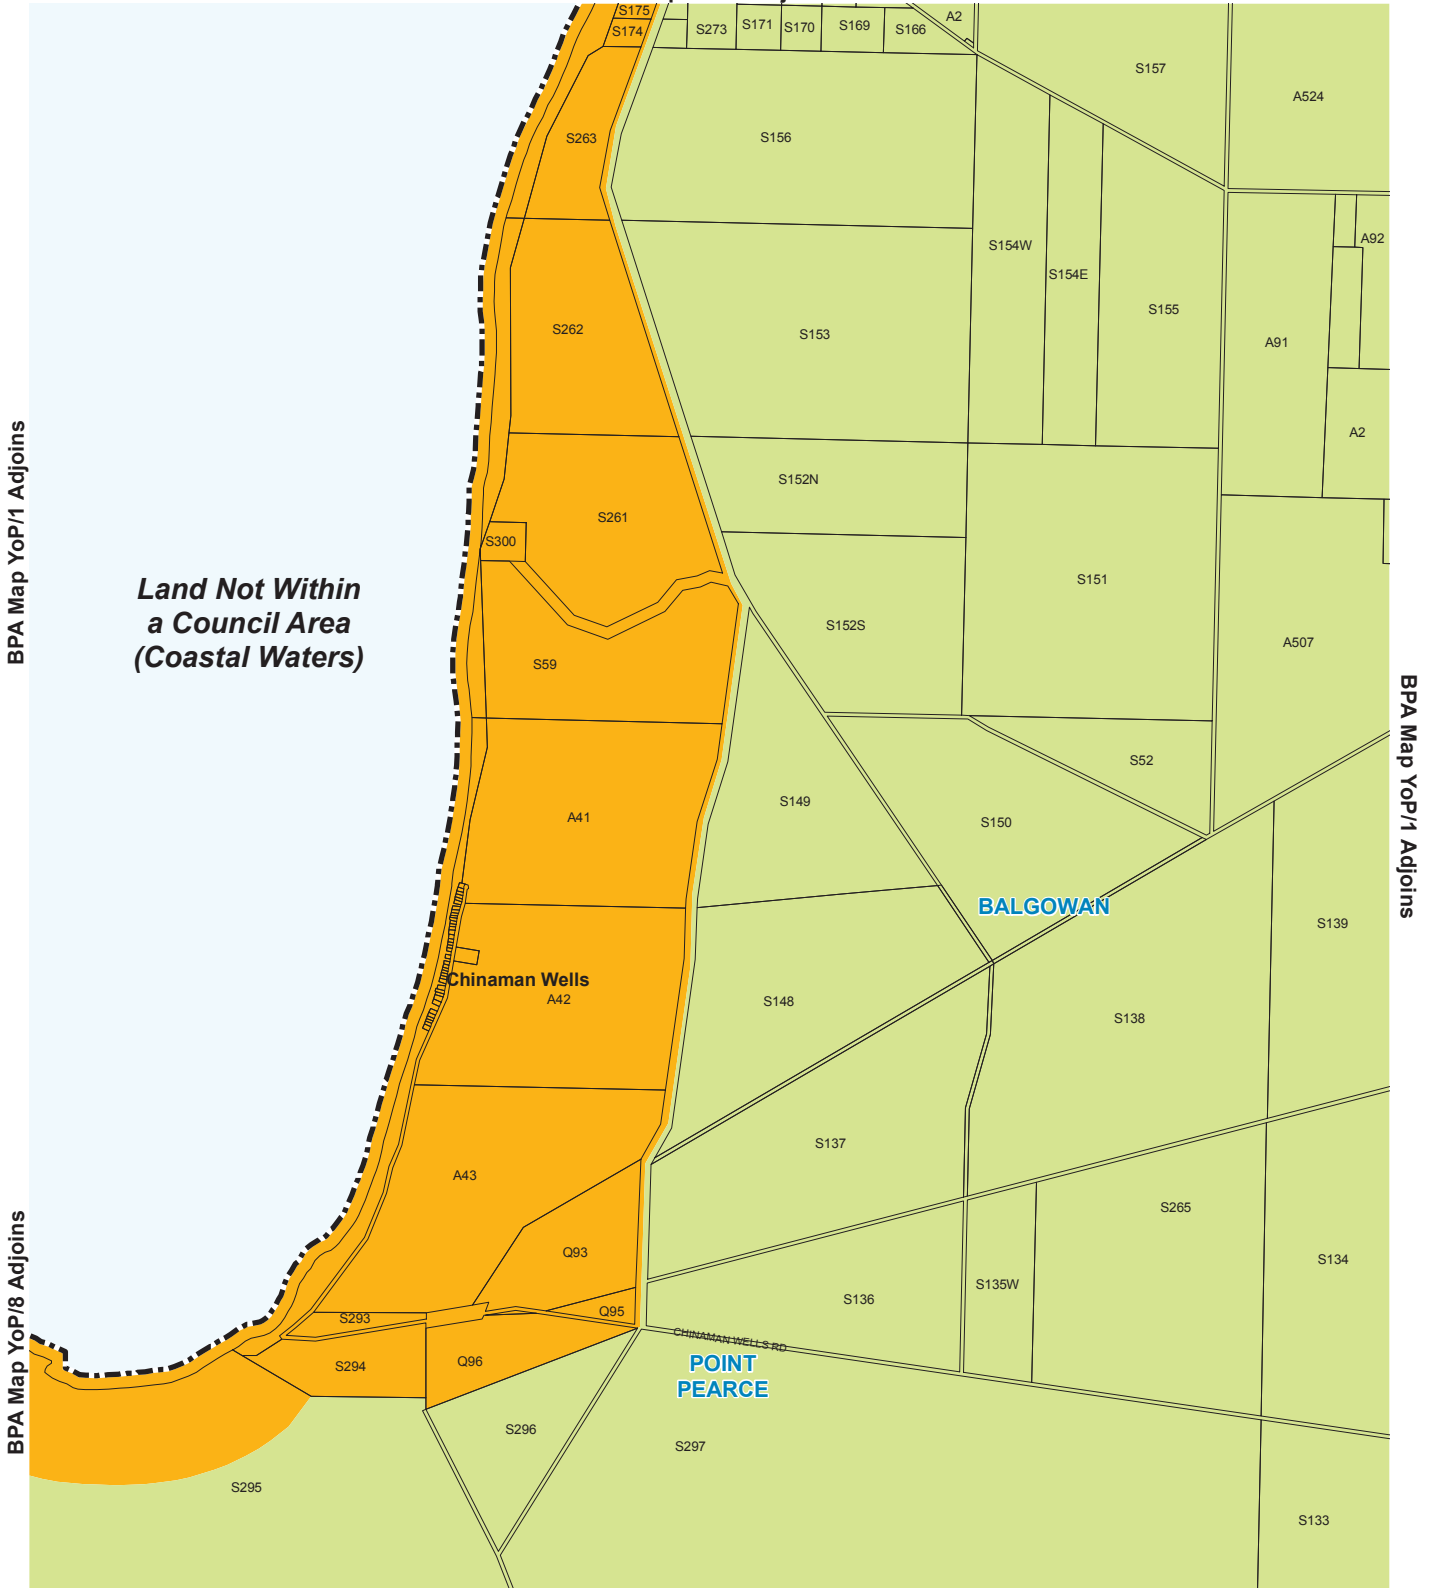 S175
S174
S273
S171
S170
S169
S166
A2
S157
A524
S263
S156
S154W
S154E
A92
S262
S153
S155
A91
A2
S152N
S261
S300
S151
BPA Map YoP/1 Adjoins
Land Not Within
a Council Area
(Coastal Waters)
S152S
A507
S59
S52
BPA Map YoP/1 Adjoins
A41
S149
S150
BALGOWAN
S139
Chinaman Wells
A42
S148
S138
S137
A43
S265
Q93
S134
S135W
S136
Q95
S293
BPA Map YoP/8 Adjoins
CHINAMAN WELLS RD
S294
Q96
POINT
PEARCE
S296
S297
S295
S133